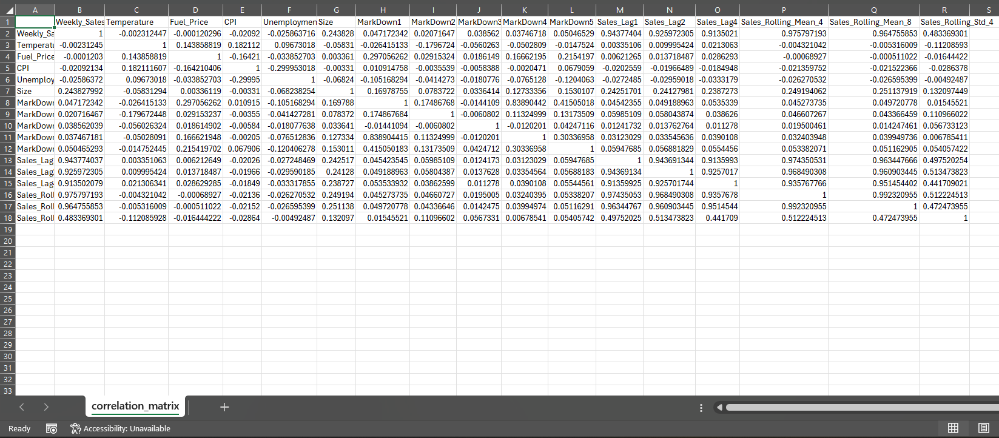 A B C D E F G H I J K L M N O P Q R S
1 Weekly_Sales Temperature Fuel_Price CPI Unemploymen Size MarkDown1 MarkDown2 MarkDown3 MarkDown4 MarkDown5 Sales_Lag1 Sales_Lag2 Sales_Lag4 Sales_Rolling_Mean_4 Sales_Rolling_Mean_8 Sales_Rolling_Std_4
2 Weekly_Sa 1 -0.002312447 -0.000120296 -0.02092 -0.025863716 0.243828 0.047172342 0.02071647 0.038562 0.03746718 0.05046529 0.94377404 0.925972305 0.9135021 0.975797193 0.964755853 0.483369301
3 Temperatu -0.00231245 1 0.143858819 0.182112 0.09673018 -0.05831 -0.026415133 -0.1796724 -0.0560263 -0.0502809 -0.0147524 0.00335106 0.009995424 0.0213063 -0.004321042 -0.005316009 -0.11208593
4 Fuel_Price -0.0001203 0.143858819 1 -0.16421 -0.033852703 0.003361 0.297056262 0.02915324 0.0186149 0.16662195 0.2154197 0.00621265 0.013718487 0.0286293 -0.00068927 -0.000511022 -0.01644422
5 CPI -0.02092134 0.182111607 -0.164210406 1 -0.299953018 -0.00331 0.010914758 -0.0035539 -0.0058388 -0.0020471 0.0679059 -0.0202559 -0.01966489 -0.0184948 -0.021359752 -0.021522366 -0.0286378
6 Unemploy -0.02586372 0.09673018 -0.033852703 -0.29995 1 -0.06824 -0.105168294 -0.0414273 -0.0180776 -0.0765128 -0.1204063 -0.0272485 -0.02959018 -0.0333179 -0.026270532 -0.026595399 -0.00492487
7 Size 0.243827992 -0.05831294 0.00336119 -0.00331 -0.068238254 1 0.16978755 0.0783722 0.0336414 0.12733356 0.1530107 0.24251701 0.24127981 0.2387273 0.249194062 0.251137919 0.132097449
8 MarkDown 0.047172342 -0.026415133 0.297056262 0.010915 -0.105168294 0.169788 1 0.17486768 -0.0144109 0.83890442 0.41505018 0.04542355 0.049188963 0.0535339 0.045273735 0.049720778 0.01545521
9 MarkDown 0.020716467 -0.179672448 0.029153237 -0.00355 -0.041427281 0.078372 0.174867684 1 -0.0060802 0.11324999 0.13173509 0.05985109 0.058043874 0.038626 0.046607267 0.043366459 0.110966022
10 MarkDown 0.038562039 -0.056026324 0.018614902 -0.00584 -0.018077638 0.033641 -0.01441094 -0.0060802 1 -0.0120201 0.04247116 0.01241732 0.013762764 0.011278 0.019500461 0.014247461 0.056733123
11 MarkDown 0.037467181 -0.05028091 0.166621948 -0.00205 -0.076512836 0.127334 0.838904415 0.11324999 -0.0120201 1 0.30336958 0.03123029 0.033545636 0.0390108 0.032403948 0.039949736 0.006785411
12 MarkDown 0.050465293 -0.014752445 0.215419702 0.067906 -0.120406278 0.153011 0.415050183 0.13173509 0.0424712 0.30336958 1 0.05947685 0.056881829 0.0554456 0.053382071 0.051162905 0.054057422
13 Sales_Lag 0.943774037 0.003351063 0.006212649 -0.02026 -0.027248469 0.242517 0.045423545 0.05985109 0.0124173 0.03123029 0.05947685 1 0.943691344 0.9135993 0.974350531 0.963447666 0.497520254
14 Sales_Lag 0.925972305 0.009995424 0.013718487 -0.01966 -0.029590185 0.24128 0.049188963 0.05804387 0.0137628 0.03354564 0.05688183 0.94369134 1 0.9257017 0.968490308 0.960903445 0.513473823
15 Sales_Lag 0.913502079 0.021306341 0.028629285 -0.01849 -0.033317855 0.238727 0.053533932 0.03862599 0.011278 0.0390108 0.05544561 0.91359925 0.925701744 1 0.935767766 0.951454402 0.441709021
16 Sales_Roll 0.975797193 -0.004321042 -0.00068927 -0.02136 -0.026270532 0.249194 0.045273735 0.04660727 0.0195005 0.03240395 0.05338207 0.97435053 0.968490308 0.9357678 1 0.992320955 0.512224513
17 Sales_Roll 0.964755853 -0.005316009 -0.000511022 -0.02152 -0.026595399 0.251138 0.049720778 0.04336646 0.0142475 0.03994974 0.05116291 0.96344767 0.960903445 0.9514544 0.992320955 1 0.472473955
18 Sales_Roll 0.483369301 -0.112085928 -0.016444222 -0.02864 -0.00492487 0.132097 0.01545521 0.11096602 0.0567331 0.00678541 0.05405742 0.49752025 0.513473823 0.441709 0.512224513 0.472473955 1
19
20
21
22
23
24
25
26
27
28
29
30
31
32
33
correlation_matrix
Ready Accessibility: Unavailable